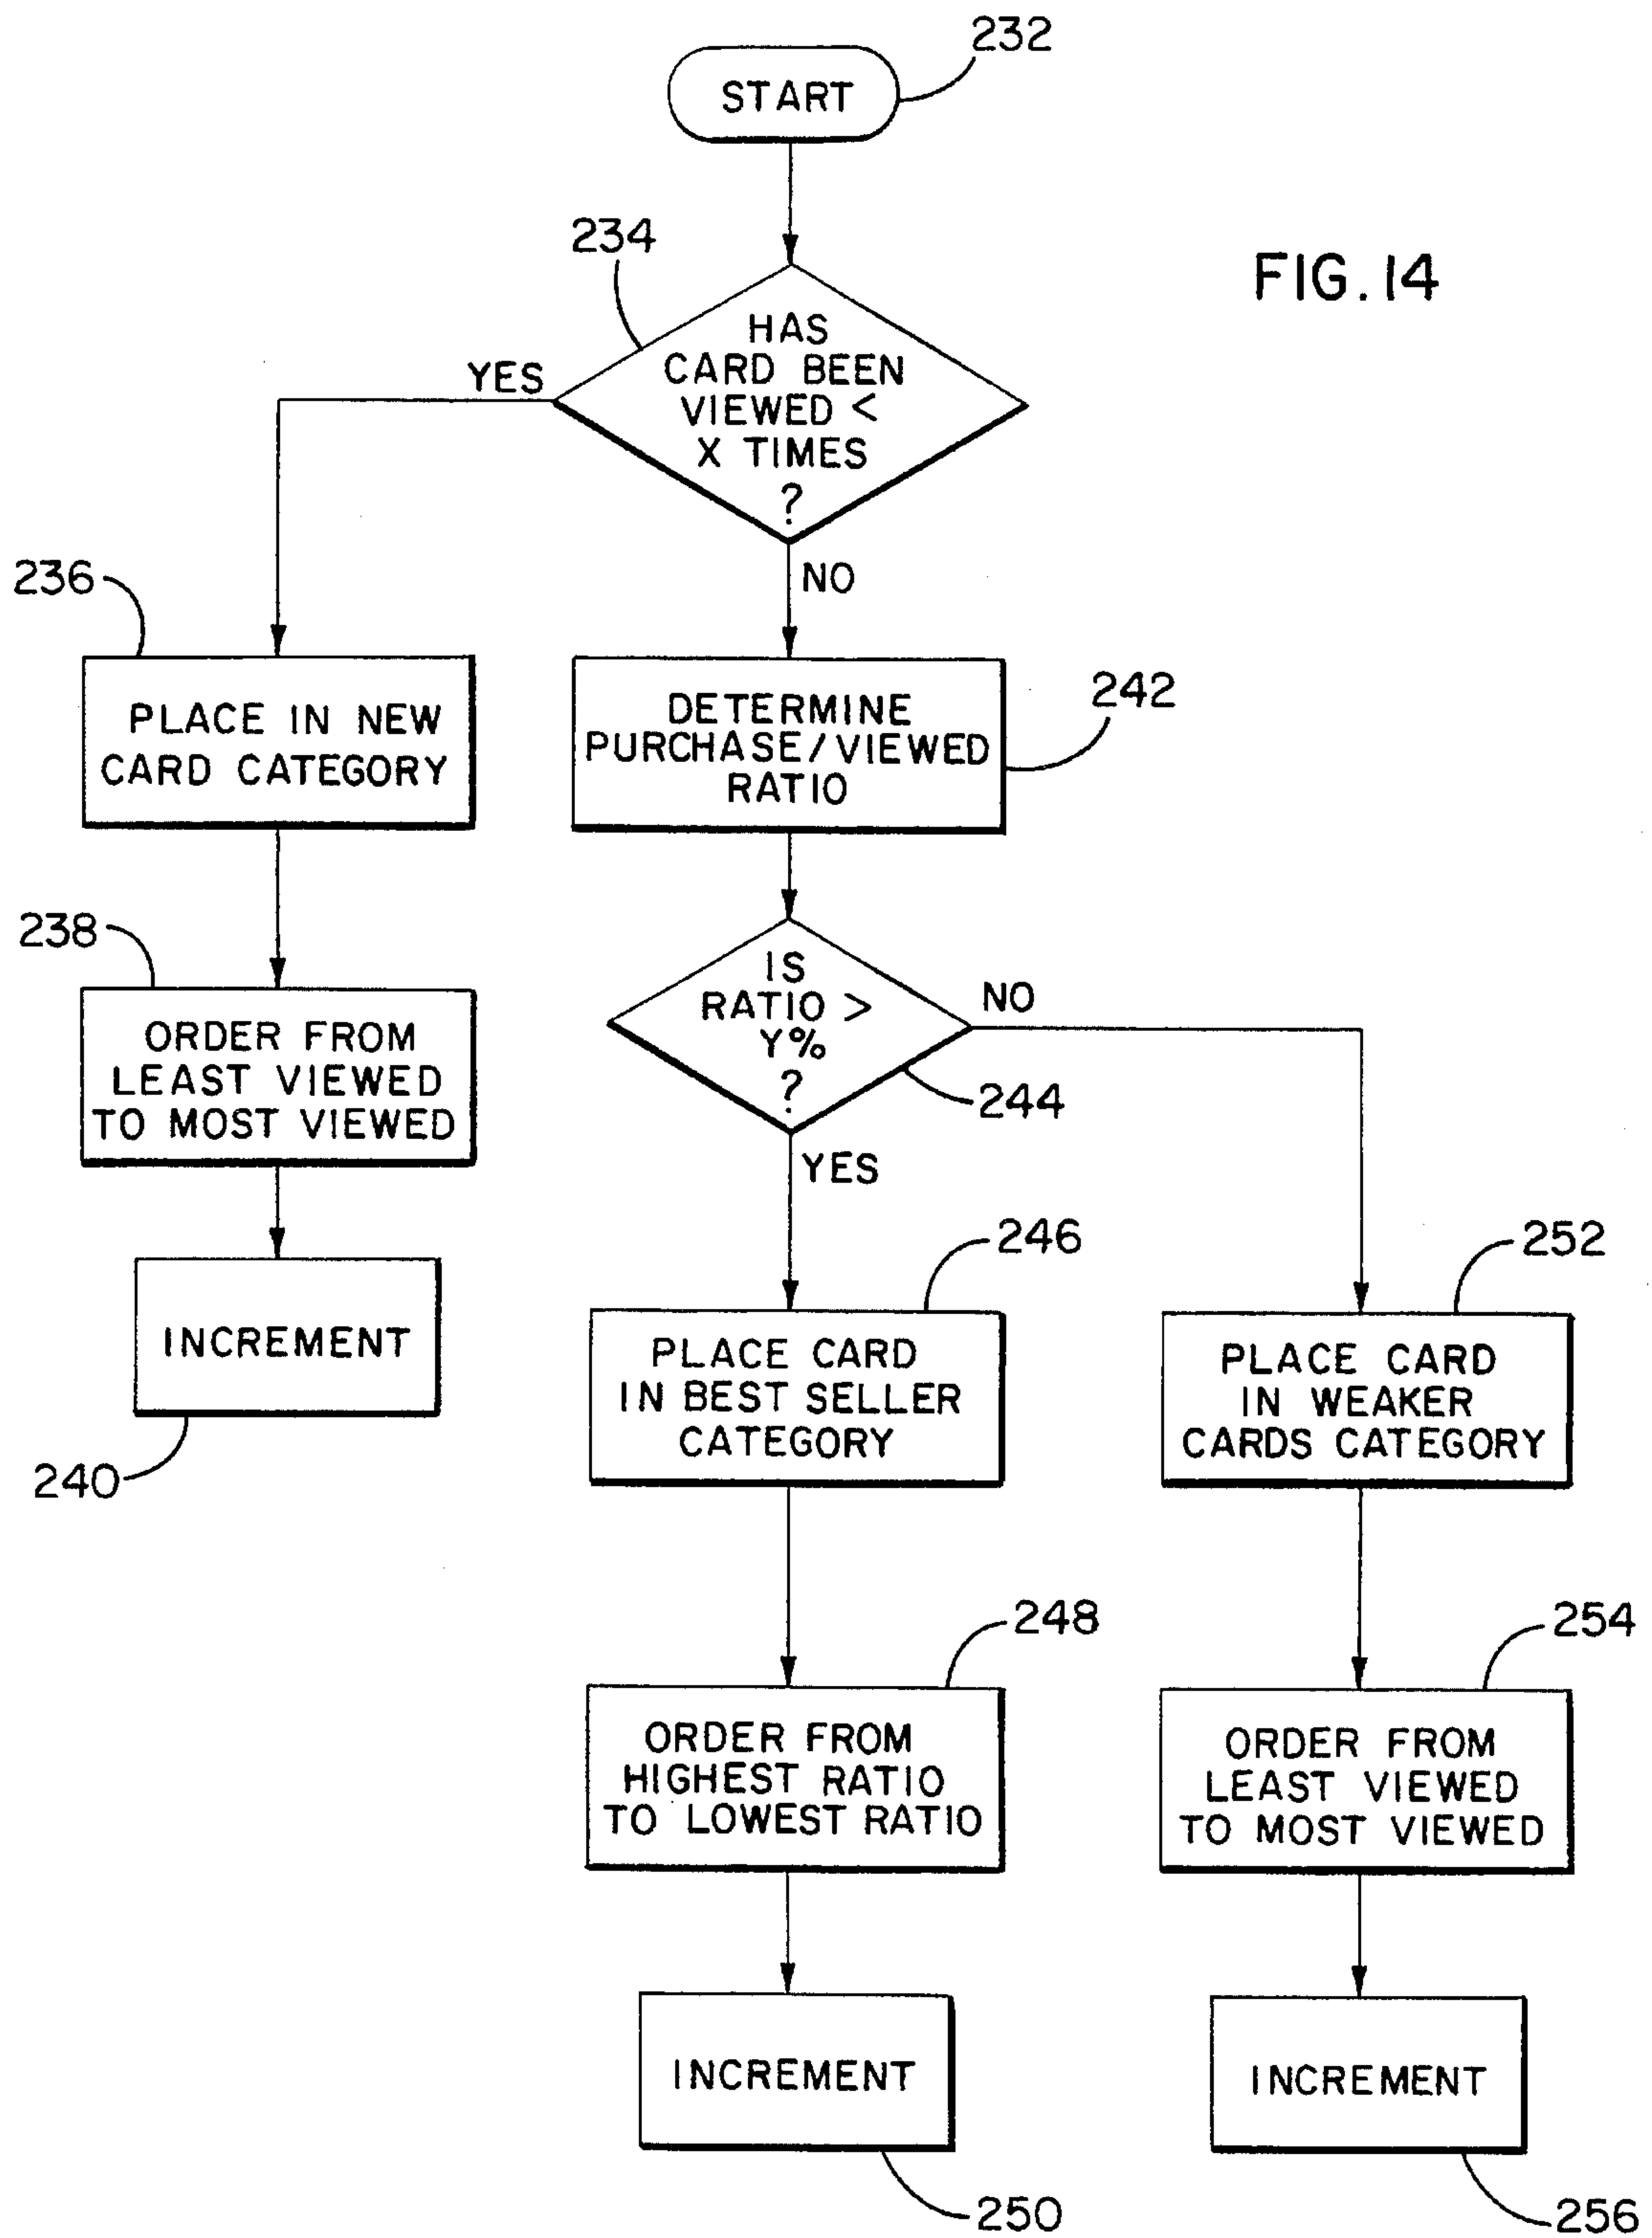 232
START
234
FIG. 14
HAS
CARD BEEN
VIEWED <
X TIMES
?
YES
NO
236
PLACE IN NEW
CARD CATEGORY
242
DETERMINE
PURCHASE/VIEWED
RATIO
238
ORDER FROM
LEAST VIEWED
TO MOST VIEWED
IS
RATIO >
Y%
?
NO
244
YES
INCREMENT
240
246
PLACE CARD
IN BEST SELLER
CATEGORY
252
PLACE CARD
IN WEAKER
CARDS CATEGORY
248
ORDER FROM
HIGHEST RATIO
TO LOWEST RATIO
254
ORDER FROM
LEAST VIEWED
TO MOST VIEWED
INCREMENT
250
INCREMENT
256